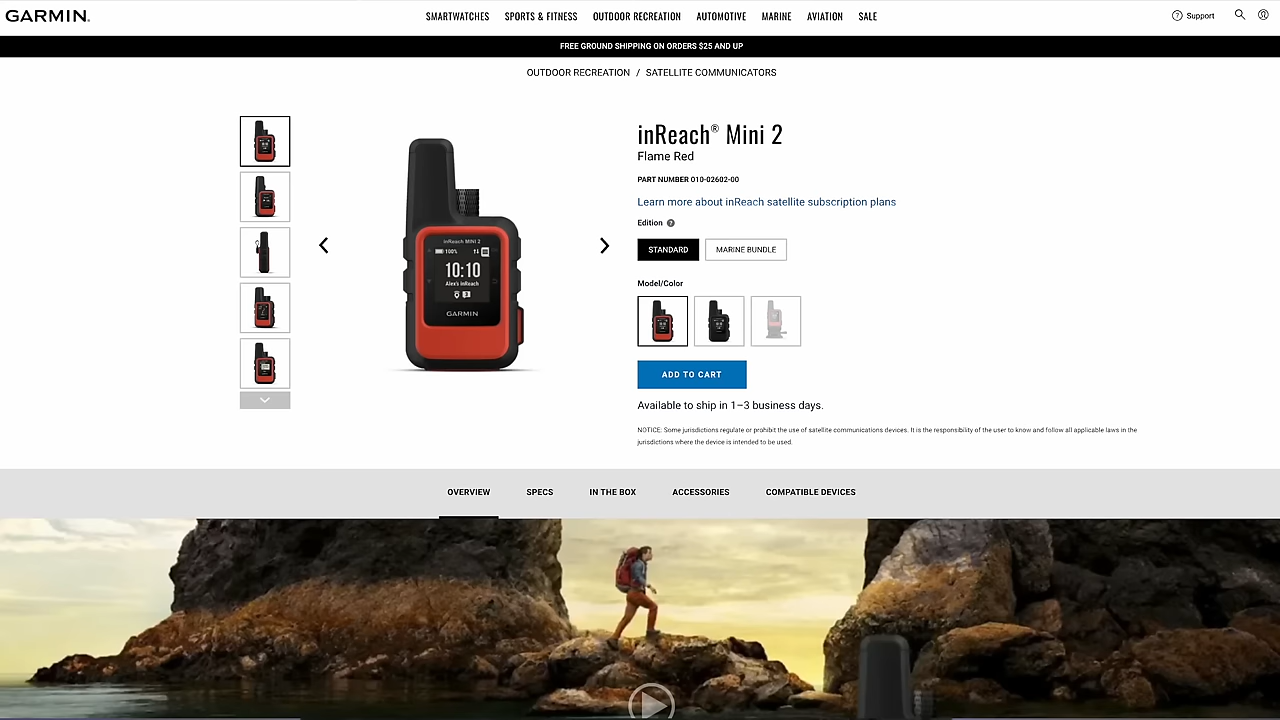 GARMIN.
SMARTWATCHES SPORTS & FITNESS OUTDOOR RECREATION AUTOMOTIVE MARINE AVIATION SALE
? Support
FREE GROUND SHIPPING ON ORDERS $25 AND UP
OUTDOOR RECREATION / SATELLITE COMMUNICATORS
inReach® Mini 2
Flame Red
PART NUMBER 010-02602-00
Learn more about inReach satellite subscription plans
Edition ?
STANDARD MARINE BUNDLE
Model/Color
ADD TO CART
Available to ship in 1–3 business days.
NOTICE: Some jurisdictions regulate or prohibit the use of satellite communications devices. It is the responsibility of the user to know and follow all applicable laws in the
jurisdictions where the device is intended to be used.
inReach MINI 2
100%
10:10
Alex's inReach
GARMIN
OVERVIEW SPECS IN THE BOX ACCESSORIES COMPATIBLE DEVICES